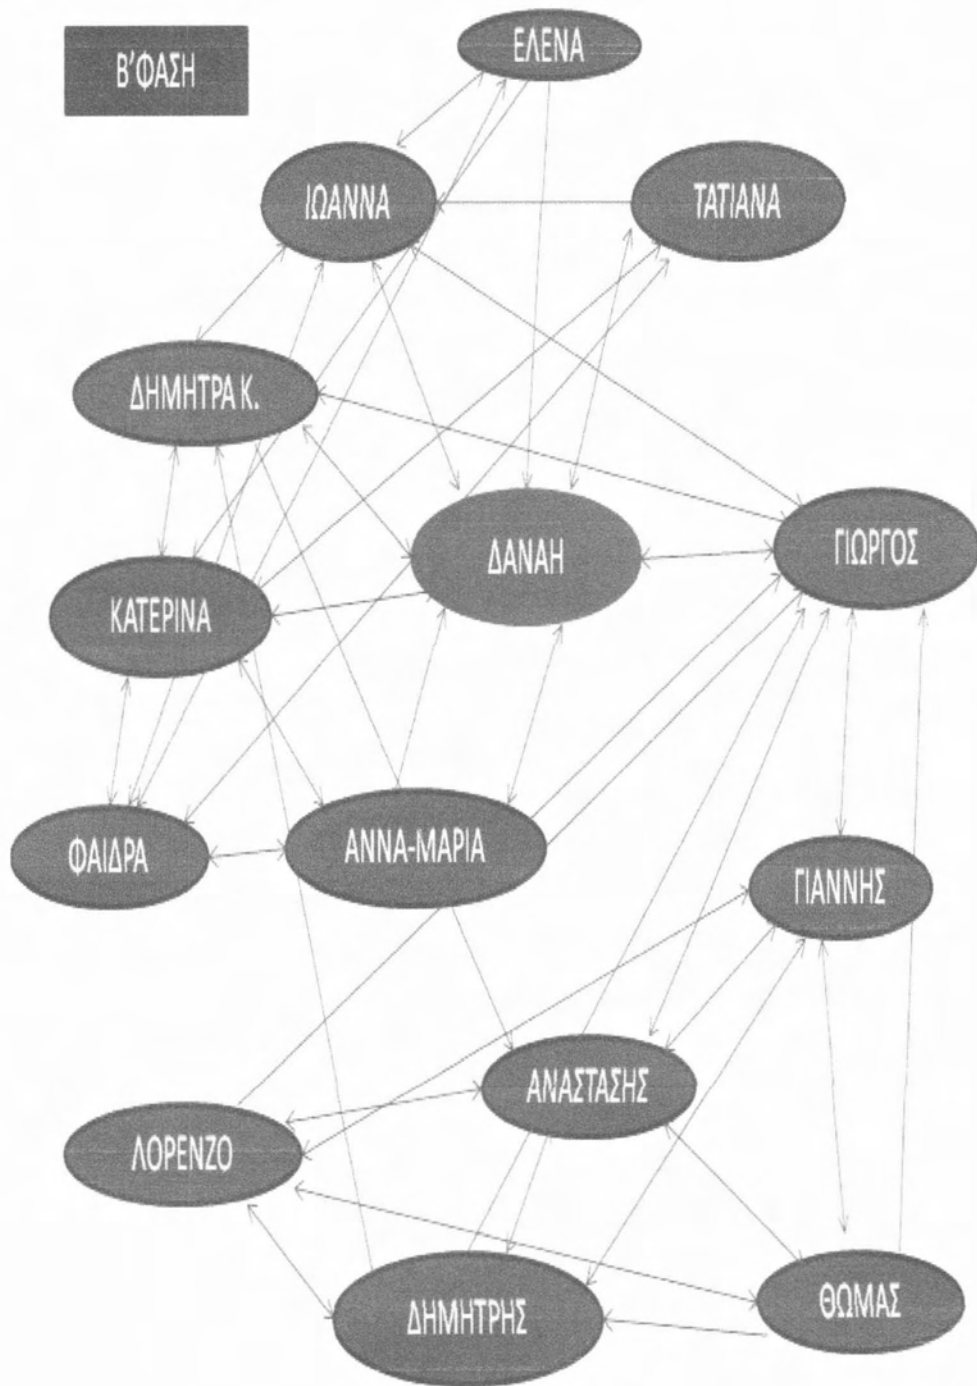 Β'ΦΑΣΗ
ΕΛΕΝΑ
ΙΩΑΝΝΑ
ΤΑΤΙΑΝΑ
ΔΗΜΗΤΡΑ Κ.
ΔΑΝΑΗ
ΓΙΩΡΓΟΣ
ΚΑΤΕΡΙΝΑ
ΦΑΙΔΡΑ
ΑΝΝΑ-ΜΑΡΙΑ
ΓΙΑΝΝΗΣ
ΑΝΑΣΤΑΣΗΣ
ΛΟΡΕΝΖΟ
ΔΗΜΗΤΡΗΣ
ΘΩΜΑΣ